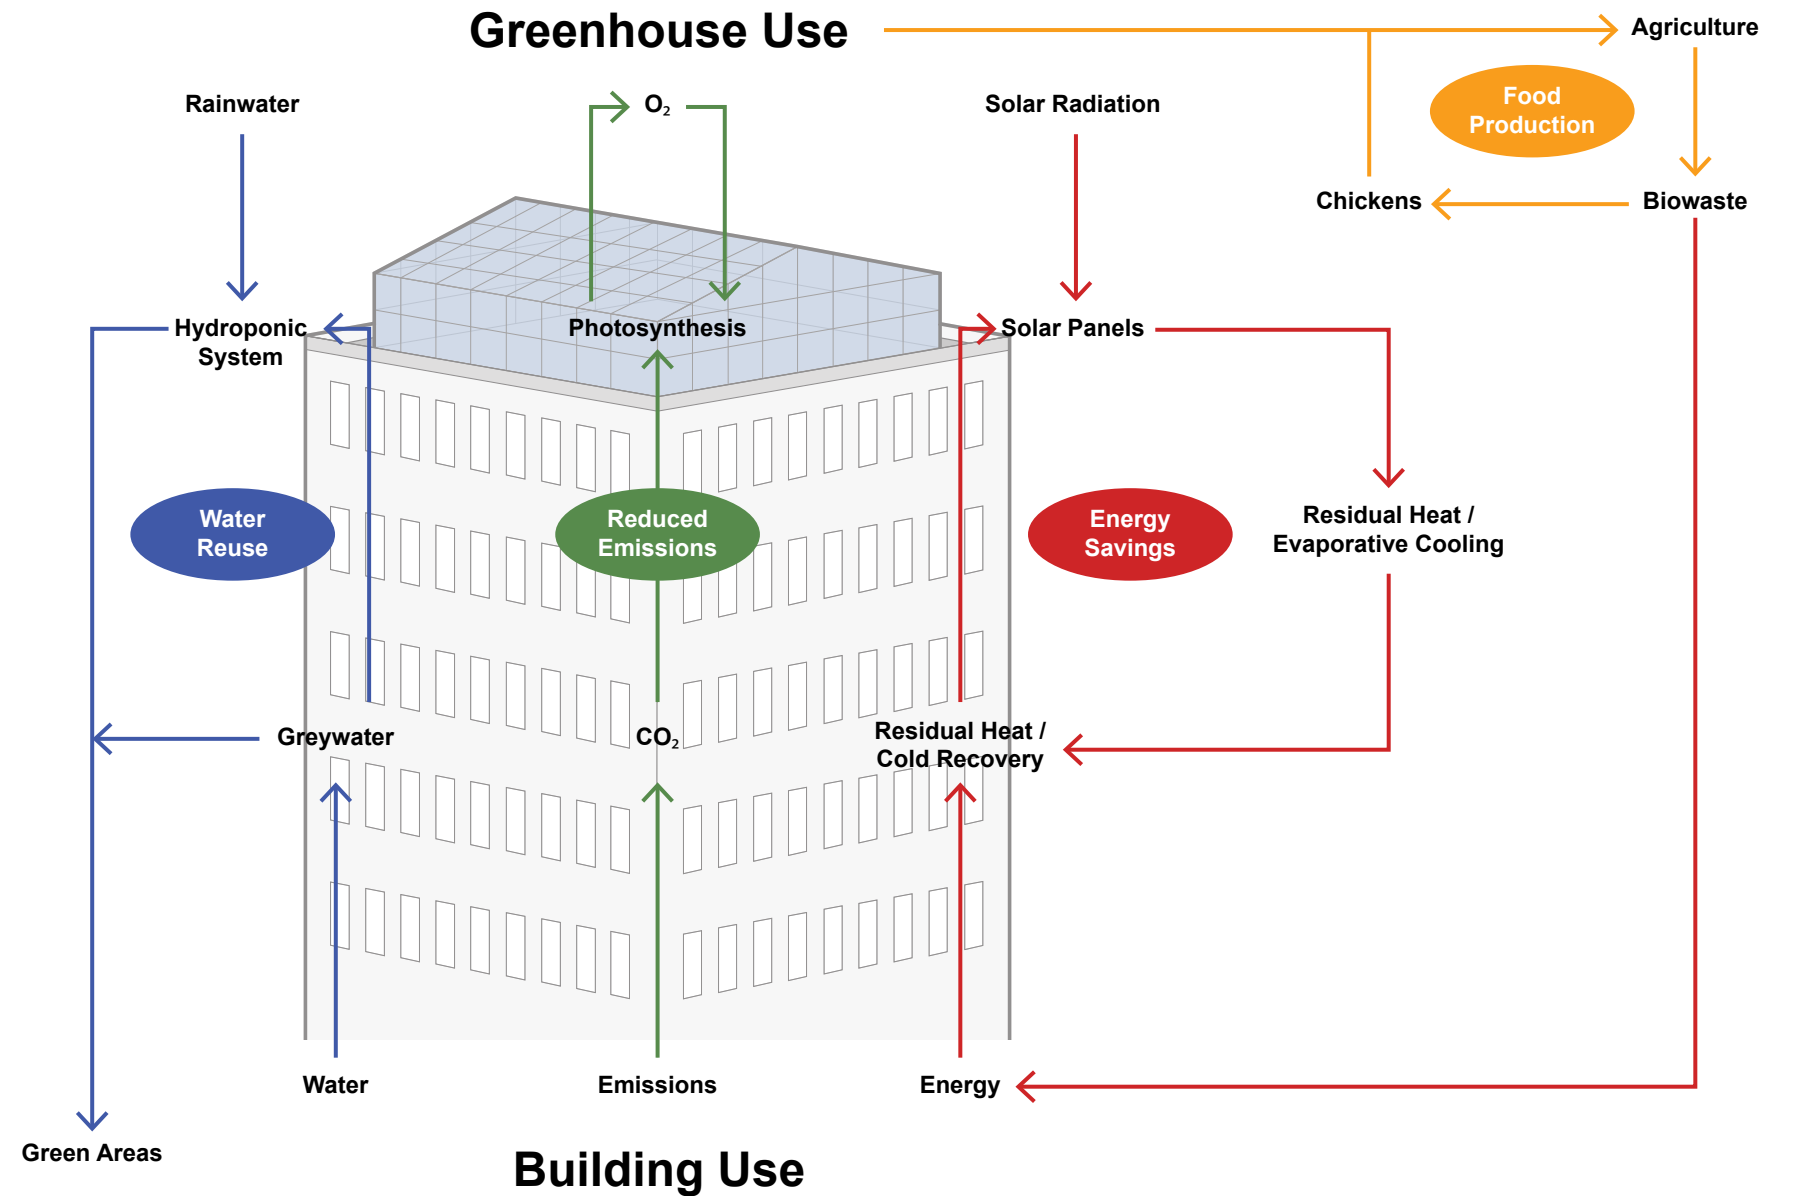 Greenhouse Use
Agriculture
Rainwater
O₂
Solar Radiation
Food
Production
Chickens
Biowaste
Hydroponic
System
Photosynthesis
Solar Panels
Water
Reuse
Reduced
Emissions
Energy
Savings
Residual Heat /
Evaporative Cooling
Greywater
CO₂
Residual Heat /
Cold Recovery
Water
Emissions
Energy
Green Areas
Building Use